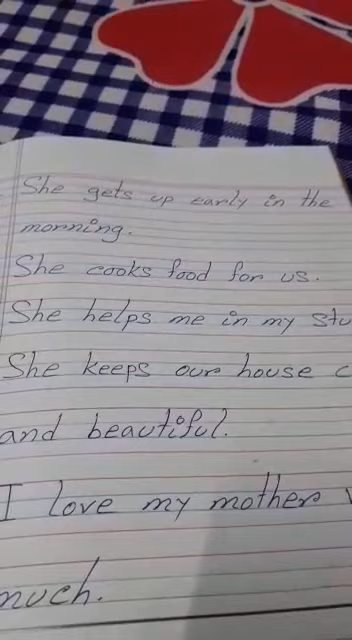 She gets up early in the
morning.
She cooks food for us.
She helps me in my stu
She keeps our house c
and beautiful.
I love my mother v
much.